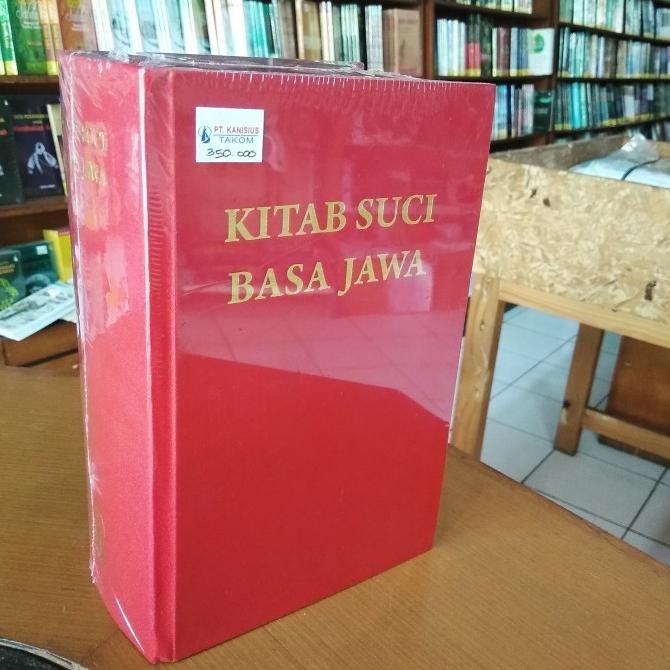 PT. KANISIUS
TAKOM
350.000
KITAB SUCI
BASA JAWA